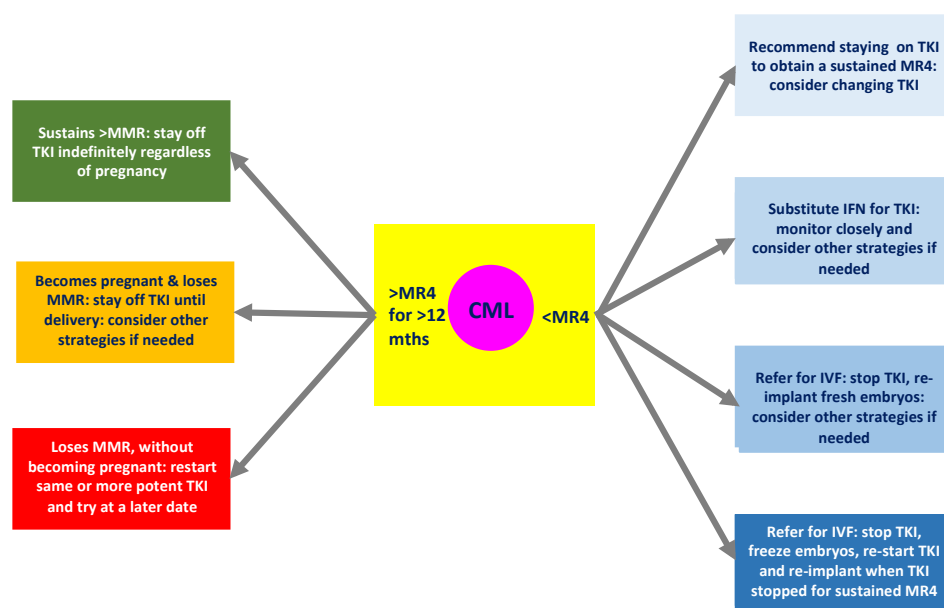 Sustains >MMR: stay off
TKI indefinitely regardless
of pregnancy
Becomes pregnant & loses
MMR: stay off TKI until
delivery: consider other
strategies if needed
Loses MMR, without
becoming pregnant: restart
same or more potent TKI
and try at a later date
>MR4
for >12
mths
CML
<MR4
Recommend staying on TKI
to obtain a sustained MR4:
consider changing TKI
Substitute IFN for TKI:
monitor closely and
consider other strategies if
needed
Refer for IVF: stop TKI, re-
implant fresh embryos:
consider other strategies if
needed
Refer for IVF: stop TKI,
freeze embryos, re-start TKI
and re-implant when TKI
stopped for sustained MR4